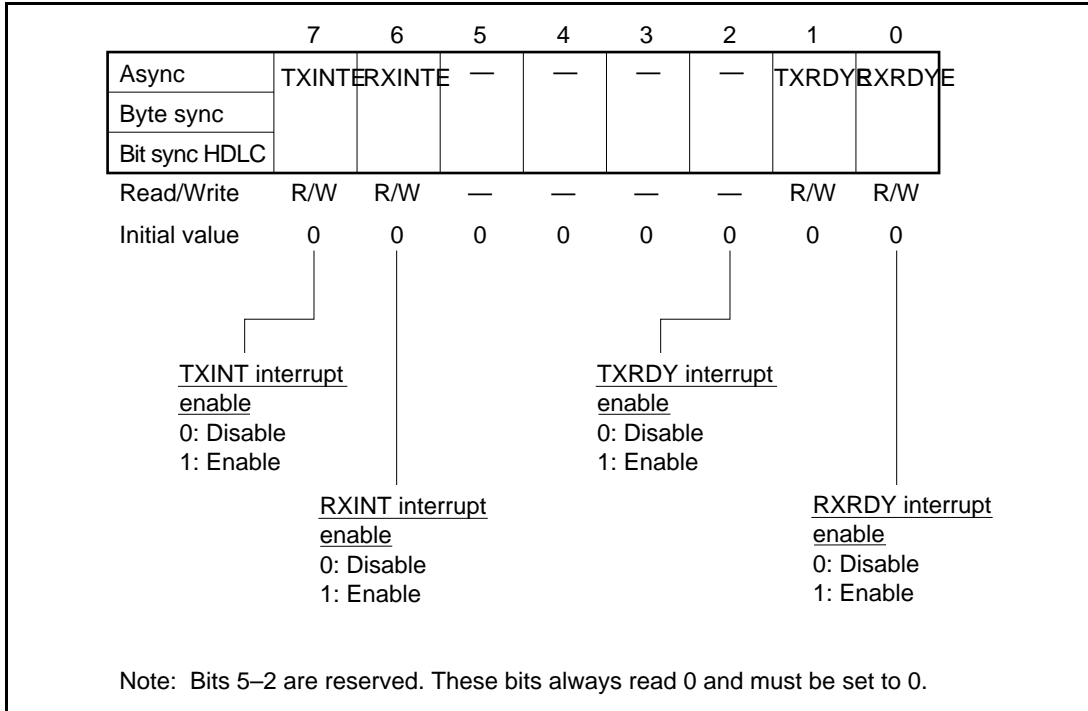 7 6 5 4 3 2 1 0
Async TXINTE RXINTE — — — — TXRDYE RXRDYE
Byte sync
Bit sync HDLC
Read/Write R/W R/W — — — — R/W R/W
Initial value 0 0 0 0 0 0 0 0
TXINT interrupt
enable
0: Disable
1: Enable
TXRDY interrupt
enable
0: Disable
1: Enable
RXINT interrupt
enable
0: Disable
1: Enable
RXRDY interrupt
enable
0: Disable
1: Enable
Note: Bits 5–2 are reserved. These bits always read 0 and must be set to 0.